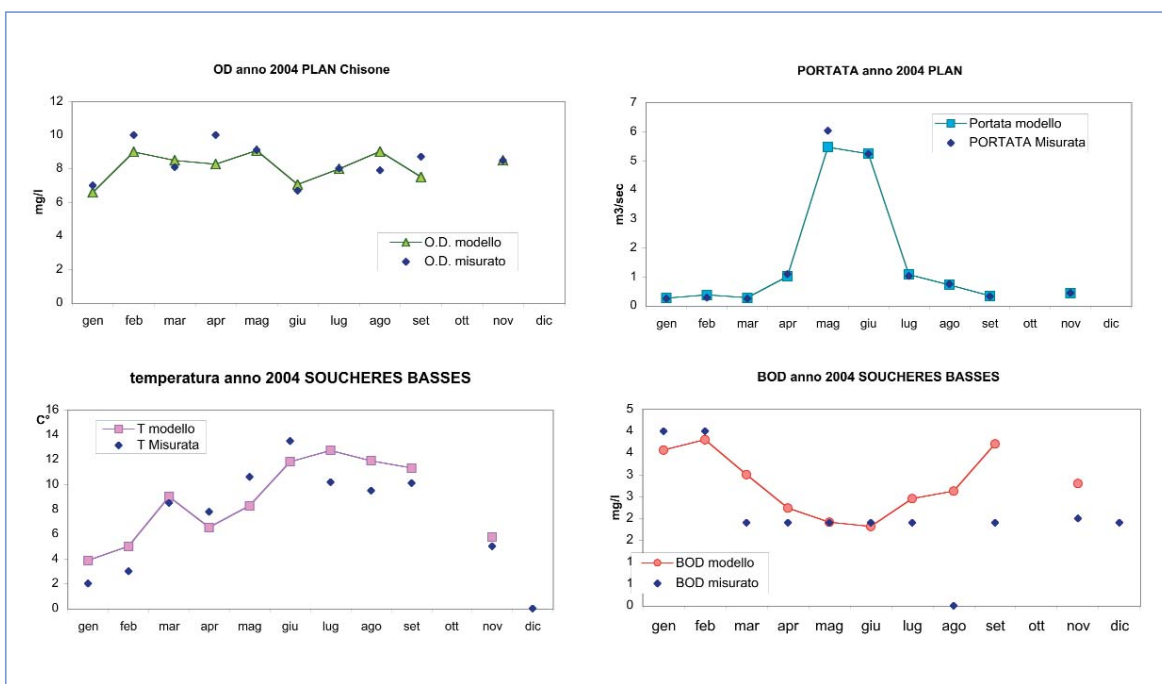 OD anno 2004 PLAN Chisone
mg/l
12
10
8
6
4
2
0
O.D. modello
O.D. misurato
gen feb mar apr mag giu lug ago set ott nov dic
PORTATA anno 2004 PLAN
m3/sec
7
6
5
4
3
2
1
0
Portata modello
PORTATA Misurata
gen feb mar apr mag giu lug ago set ott nov dic
temperatura anno 2004 SOUCHERES BASSES
C°
16
14
12
10
8
6
4
2
0
T modello
T Misurata
gen feb mar apr mag giu lug ago set ott nov dic
BOD anno 2004 SOUCHERES BASSES
mg/l
5
4
4
3
3
2
2
1
1
0
BOD modello
BOD misurato
gen feb mar apr mag giu lug ago set ott nov dic